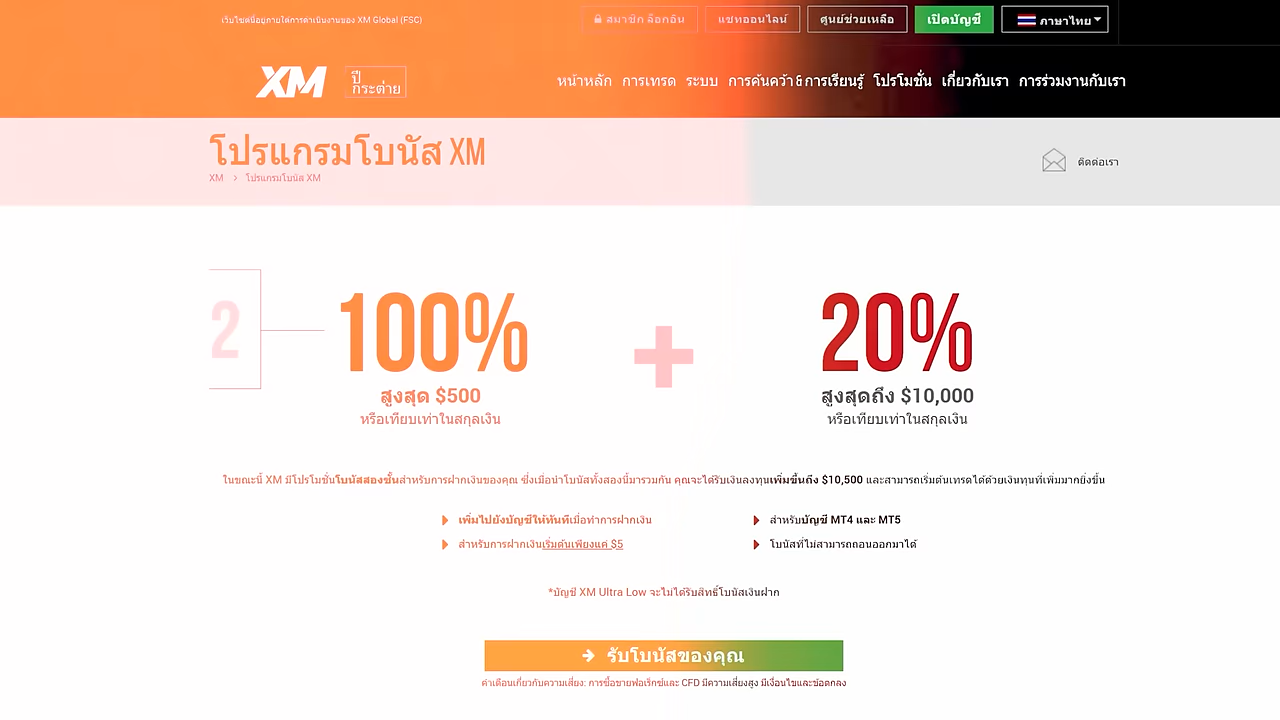 เว็บไซต์นี้อยู่ภายใต้การดำเนินงานของ XM Global (FSC)
สมาชิก ล็อกอิน
แชทออนไลน์
ศูนย์ช่วยเหลือ
เปิดบัญชี
ภาษาไทย
XM
ปี
กระต่าย
หน้าหลัก การเทรด ระบบ การค้นคว้า & การเรียนรู้ โปรโมชั่น เกี่ยวกับเรา การร่วมงานกับเรา
โปรแกรมโบนัส XM
XM > โปรแกรมโบนัส XM
ติดต่อเรา
2
100% + 20%
สูงสุด $500
หรือเทียบเท่าในสกุลเงิน
สูงสุดถึง $10,000
หรือเทียบเท่าในสกุลเงิน
ในขณะนี้ XM มีโปรโมชั่นโบนัสสองชั้นสำหรับการฝากเงินของคุณ ซึ่งเมื่อนำโบนัสทั้งสองนี้มารวมกัน คุณจะได้รับเงินลงทุนเพิ่มขึ้นถึง $10,500 และสามารถเริ่มต้นเทรดได้ด้วยเงินทุนที่เพิ่มมากยิ่งขึ้น
เพิ่มไปยังบัญชีให้ทันทีเมื่อทำการฝากเงิน
สำหรับบัญชี MT4 และ MT5
สำหรับการฝากเงินเริ่มต้นเพียงแค่ $5
โบนัสที่ไม่สามารถถอนออกมาได้
*บัญชี XM Ultra Low จะไม่ได้รับสิทธิ์โบนัสเงินฝาก
รับโบนัสของคุณ
คำเตือนเกี่ยวกับความเสี่ยง: การซื้อขายฟอเร็กซ์และ CFD มีความเสี่ยงสูง มีเงื่อนไขและข้อตกลง